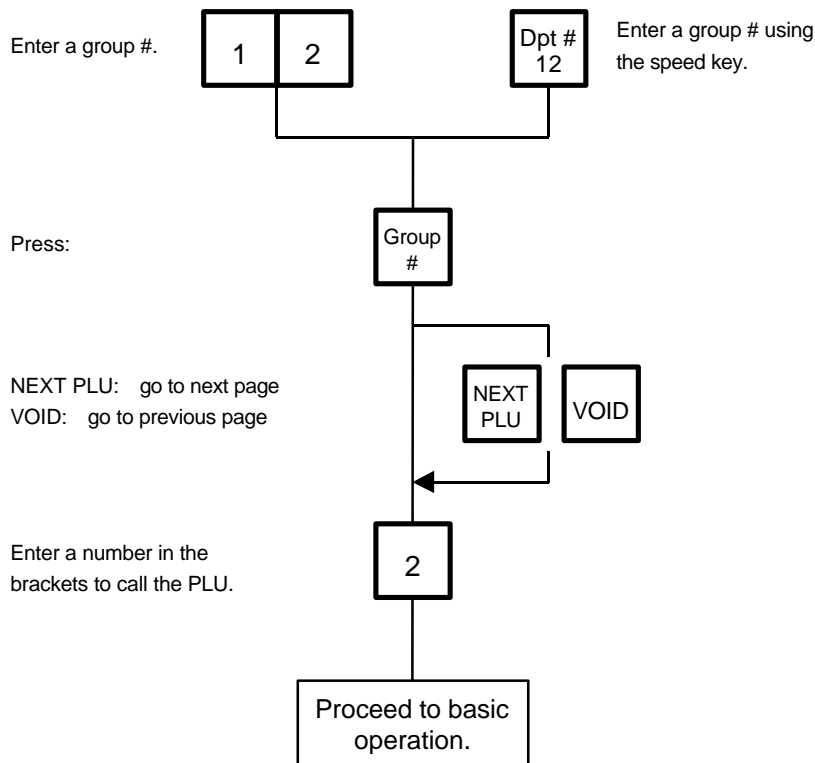 Enter a group #.
1 2
Dpt #
12
Enter a group # using
the speed key.
Press:
Group
#
NEXT PLU: go to next page
VOID: go to previous page
NEXT
PLU
VOID
Enter a number in the
brackets to call the PLU.
2
Proceed to basic
operation.